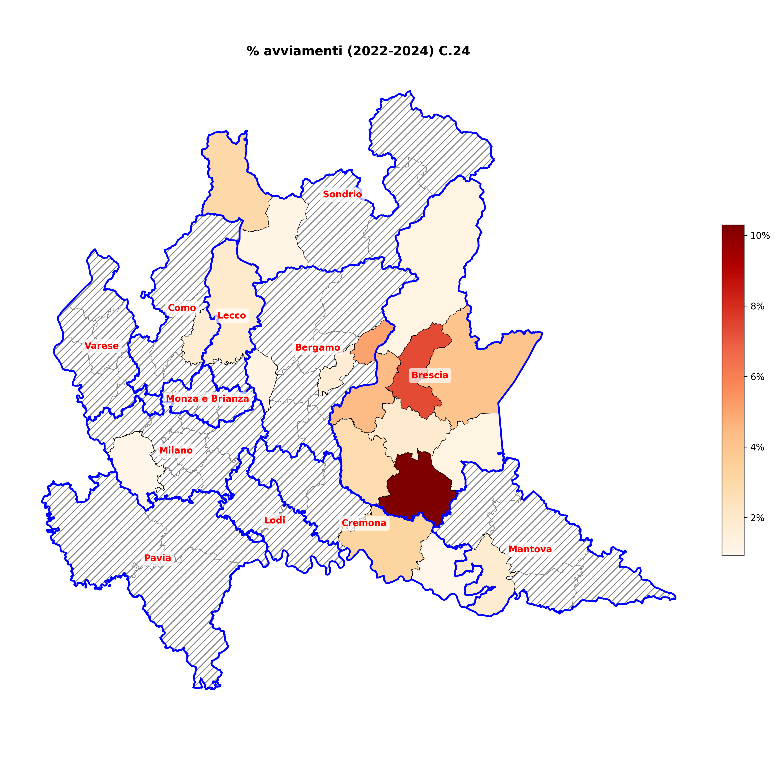 % avviamenti (2022-2024) C.24
Sondrio
Como
Lecco
Varese
Bergamo
Brescia
Monza e Brianza
Milano
Lodi
Cremona
Pavia
Mantova
10%
8%
6%
4%
2%